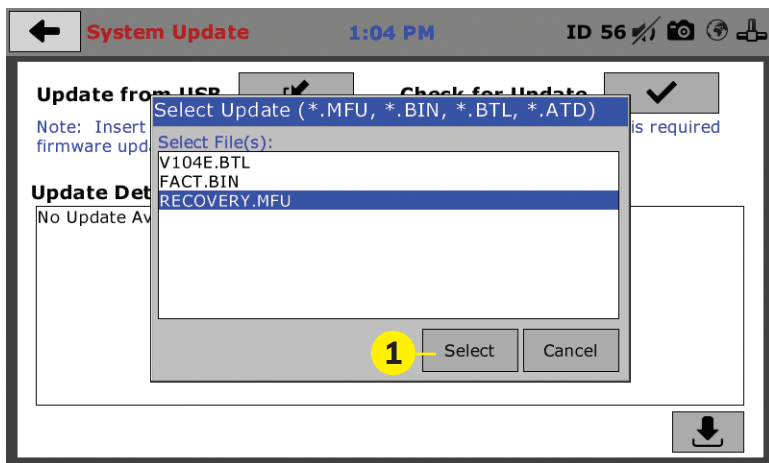 System Update 1:04 PM ID 56
Update from USB Check for Update
Select Update (*.MFU, *.BIN, *.BTL, *.ATD)
Note: Insert is required
firmware upd
Select File(s):
V104E.BTL
FACT.BIN
RECOVERY.MFU
Update Det
No Update Av
1 Select Cancel